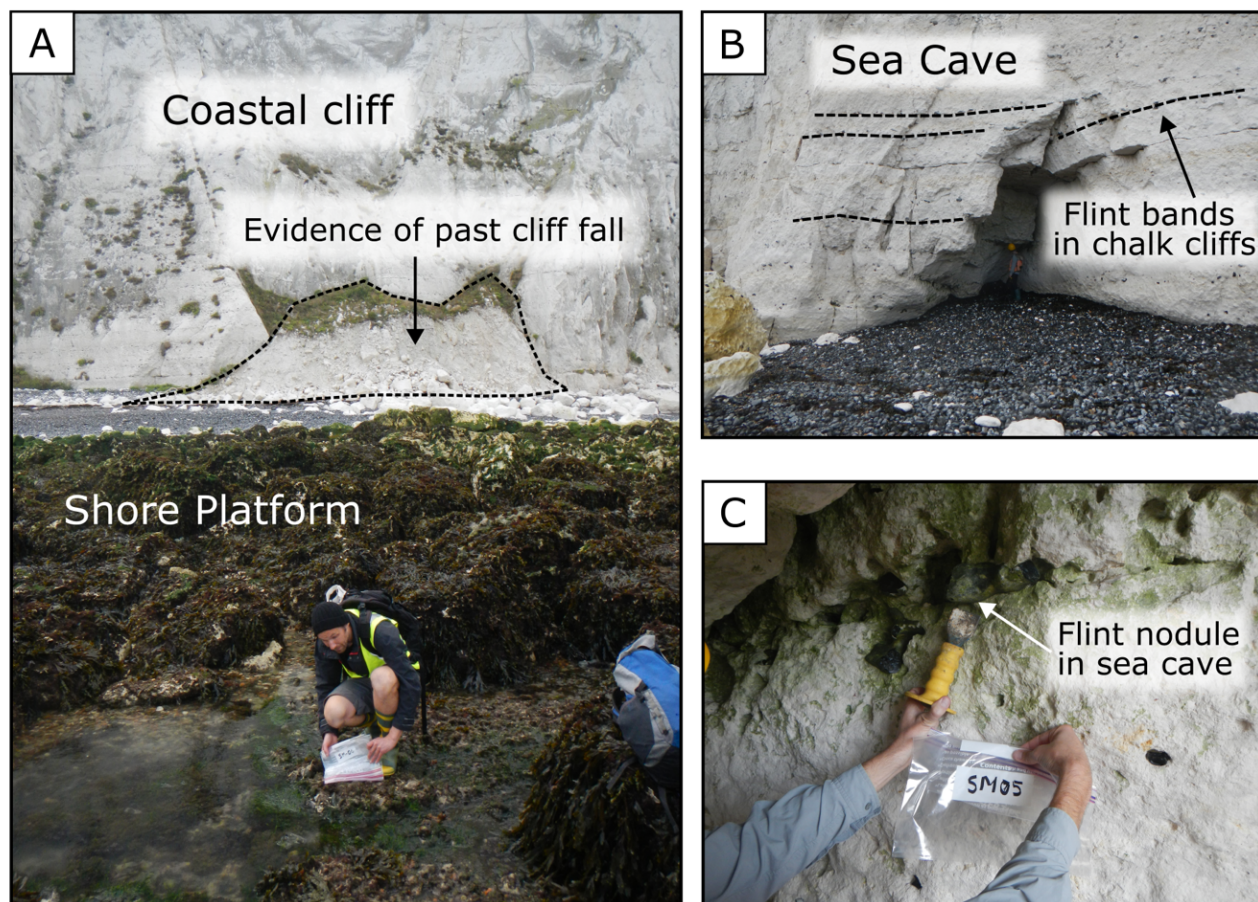 A
Coastal cliff
Evidence of past cliff fall
Shore Platform
B
Sea Cave
Flint bands
in chalk cliffs
C
Flint nodule
in sea cave
SM05